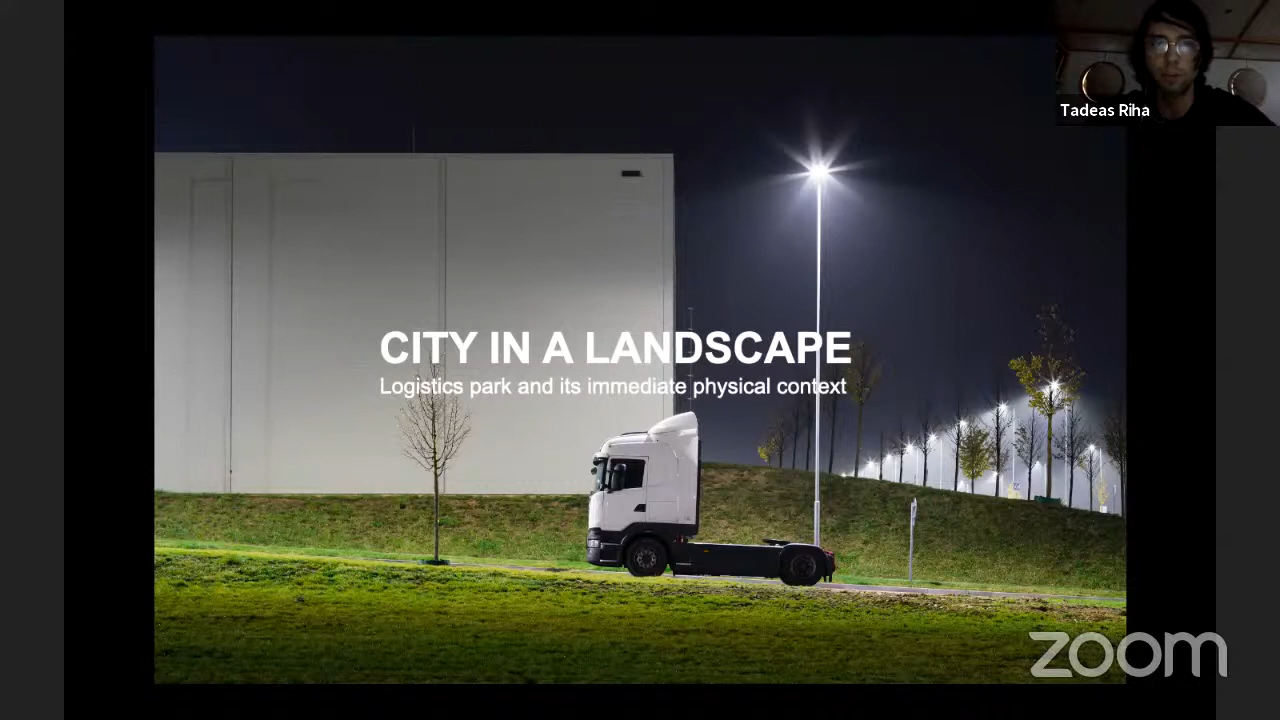 Tadeas Riha
CITY IN A LANDSCAPE
Logistics park and its immediate physical context
zoom